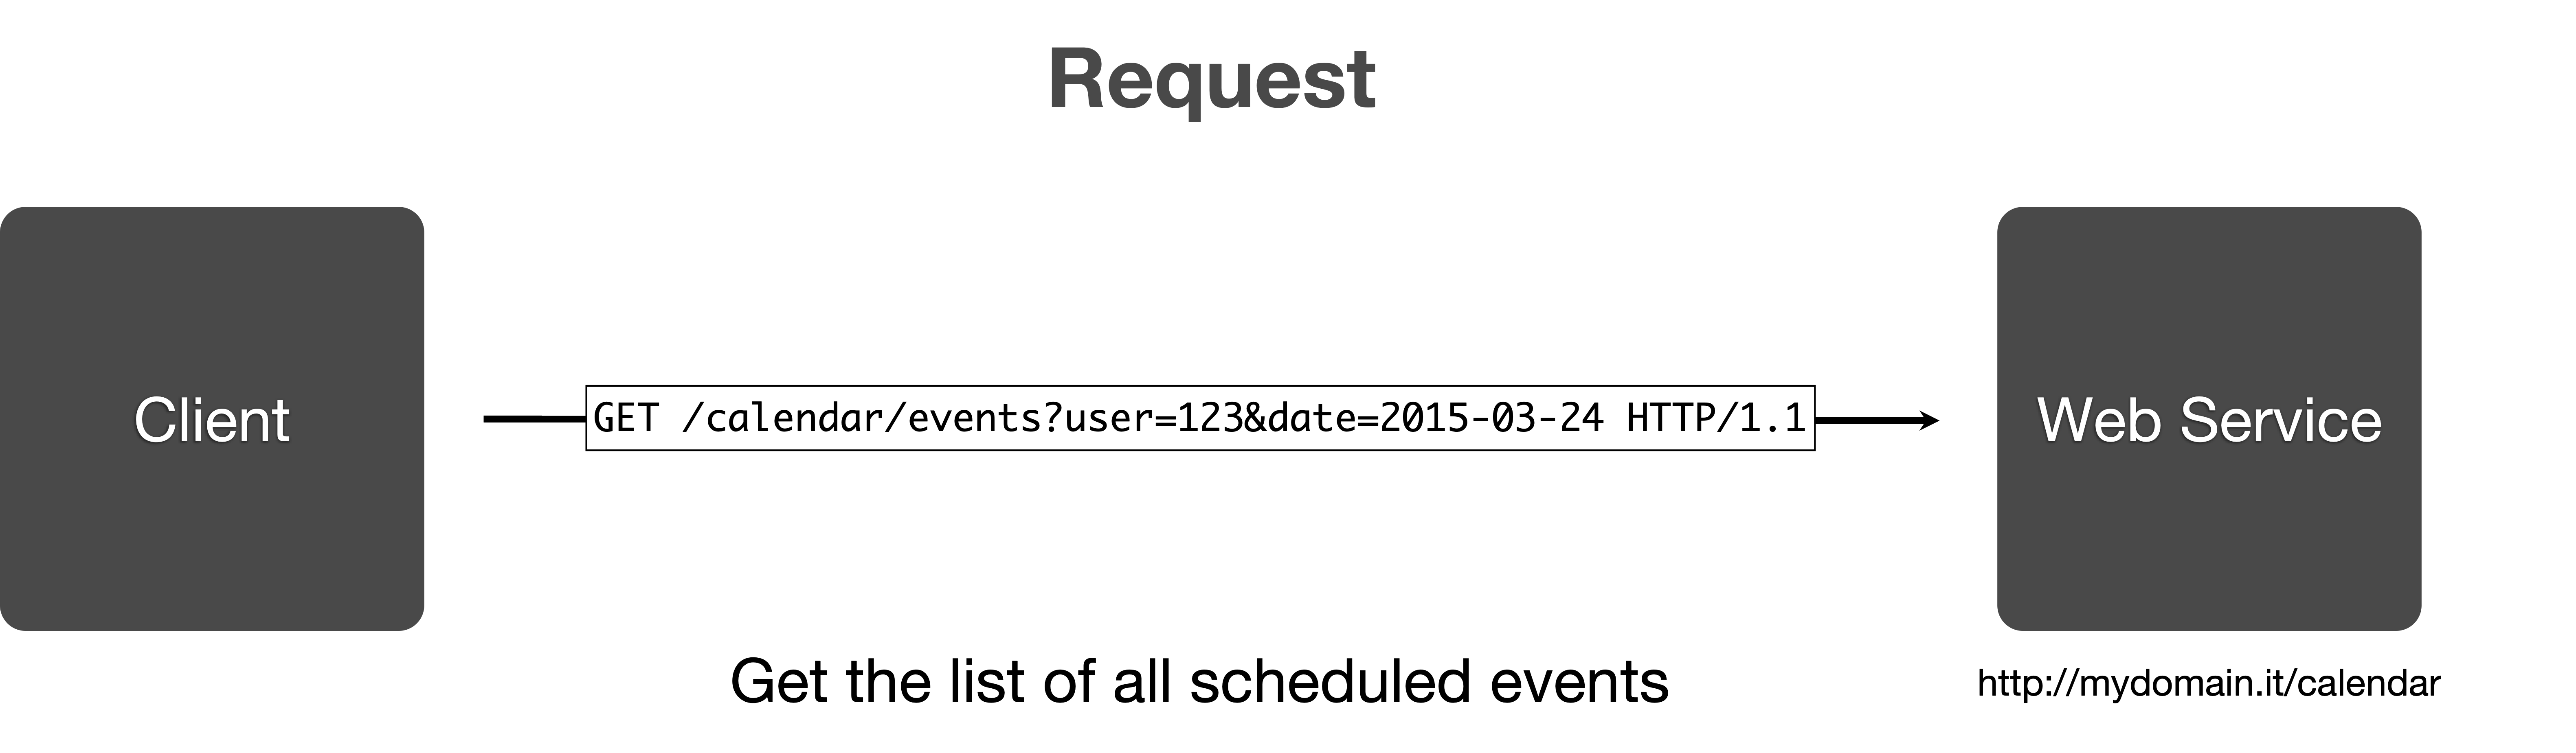 Request
Client
GET /calendar/events?user=123&date=2015-03-24 HTTP/1.1
Web Service
Get the list of all scheduled events
http://mydomain.it/calendar